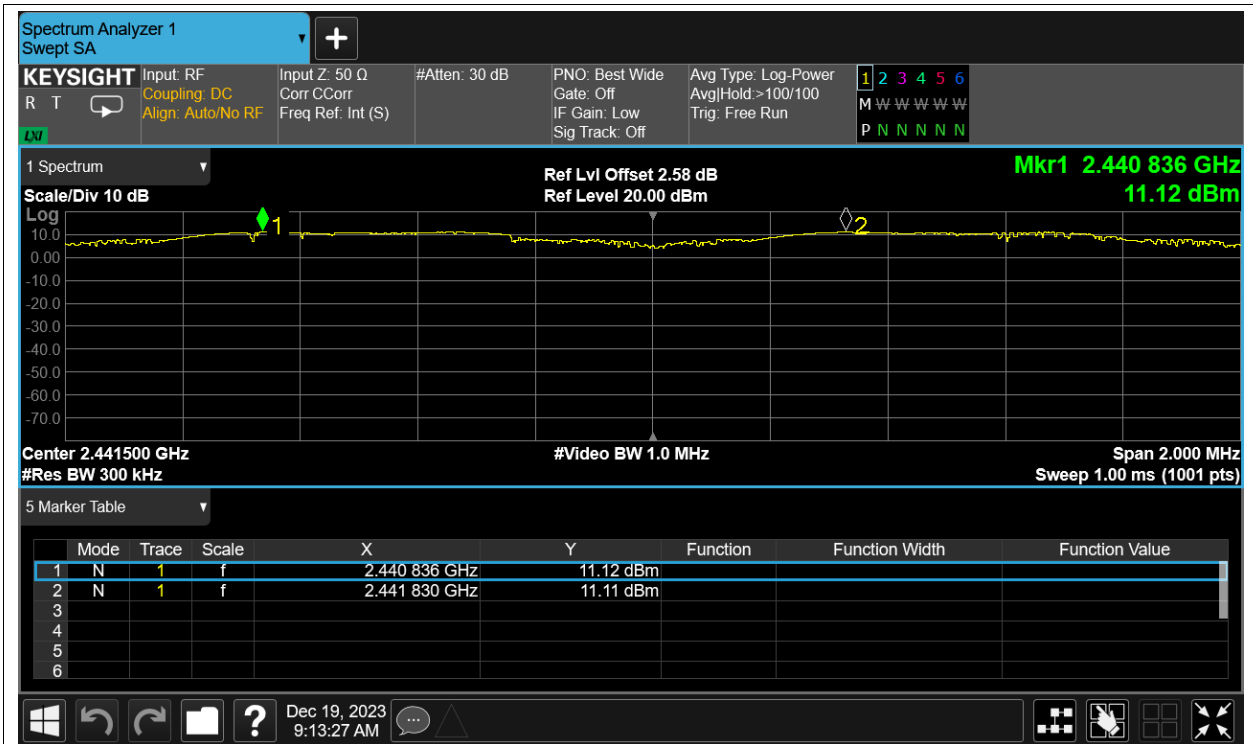 Spectrum Analyzer 1
Swept SA
KEYSIGHT
R T
LXI
Input: RF
Coupling: DC
Align: Auto/No RF
Input Z: 50 Ω
Corr CCorr
Freq Ref: Int (S)
#Atten: 30 dB
PNO: Best Wide
Gate: Off
IF Gain: Low
Sig Track: Off
Avg Type: Log-Power
Avg|Hold:>100/100
Trig: Free Run
1 2 3 4 5 6
M W W W W W
P N N N N N
1 Spectrum
Scale/Div 10 dB
Ref Lvl Offset 2.58 dB
Ref Level 20.00 dBm
Mkr1 2.440 836 GHz
11.12 dBm
Log
1
2
10.0
0.00
-10.0
-20.0
-30.0
-40.0
-50.0
-60.0
-70.0
Center 2.441500 GHz
#Video BW 1.0 MHz
Span 2.000 MHz
#Res BW 300 kHz
Sweep 1.00 ms (1001 pts)
5 Marker Table
Mode Trace Scale X Y Function Function Width Function Value
1 N 1 f 2.440 836 GHz 11.12 dBm
2 N 1 f 2.441 830 GHz 11.11 dBm
3
4
5
6
?
Dec 19, 2023
9:13:27 AM